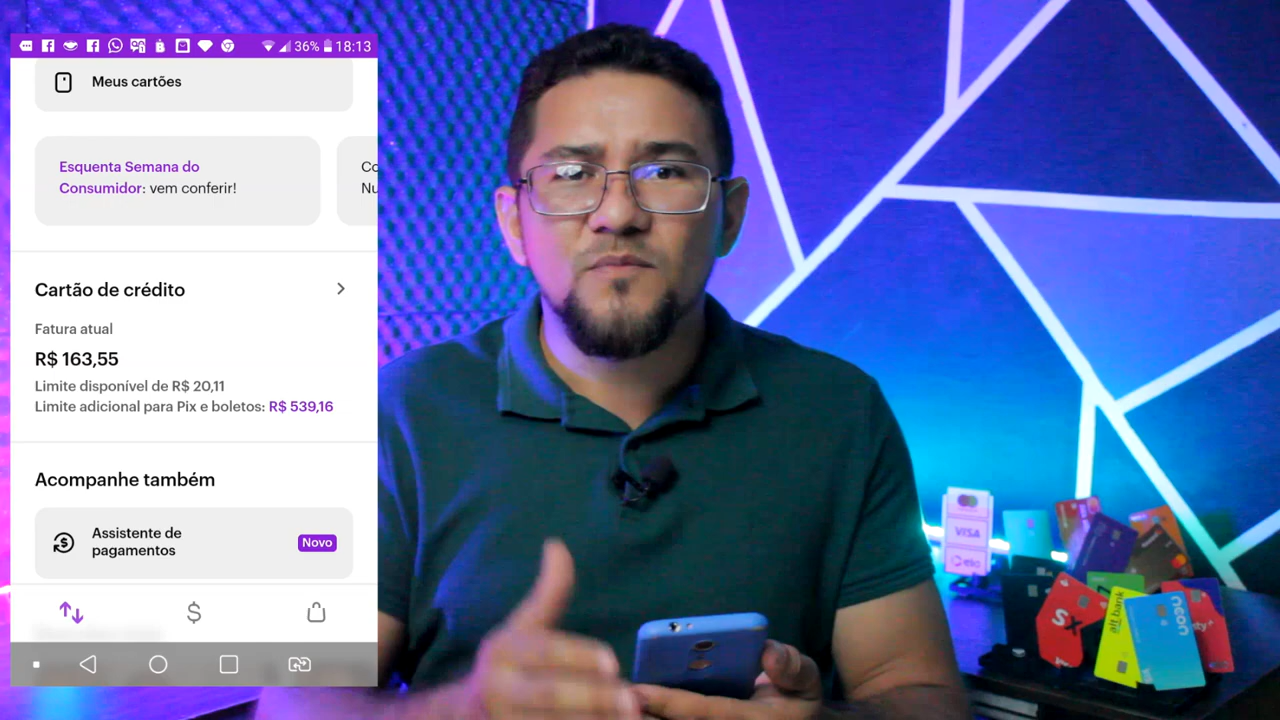 36% 18:13
Meus cartões
Esquenta Semana do
Consumidor: vem conferir!
Co
Nu
Cartão de crédito
Fatura atual
R$ 163,55
Limite disponível de R$ 20,11
Limite adicional para Pix e boletos: R$ 539,16
Acompanhe também
Assistente de
pagamentos
Novo
VISA
elo
SX
alt.bank
neon